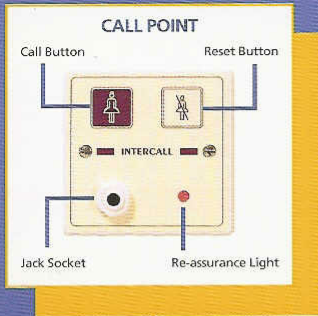 CALL POINT
Call Button
Reset Button
INTERCALL
Jack Socket
Re-assurance Light